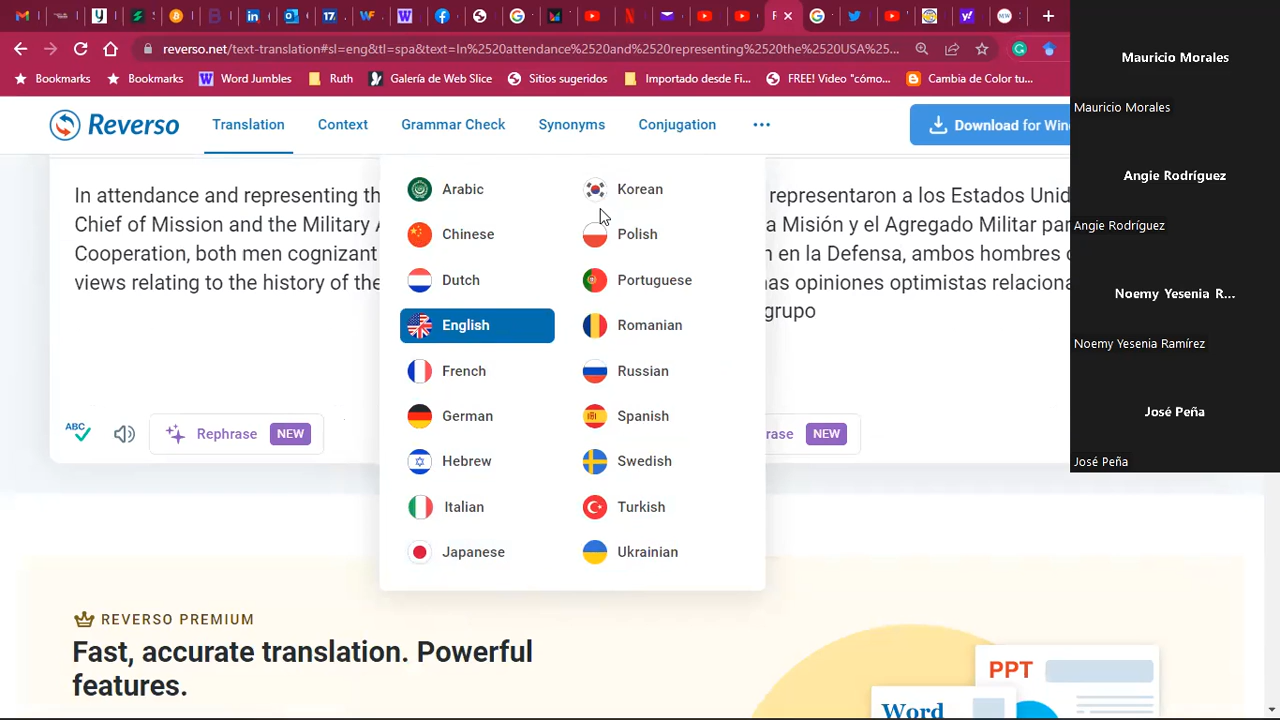 17,
reverso.net/text-translation#sl=eng&tl=spa&text=In%2520attendance%2520and%2520representing%2520the%2520USA%25...
Bookmarks
Bookmarks
Word Jumbles
Ruth
Galería de Web Slice
Sitios sugeridos
Importado desde Fi...
FREE! Video "cómo...
Cambia de Color tu...
Reverso
Translation
Context
Grammar Check
Synonyms
Conjugation
Download for Win
In attendance and representing th
Chief of Mission and the Military A
Cooperation, both men cognizant
views relating to the history of the
representaron a los Estados Unid
a Misión y el Agregado Militar par
n en la Defensa, ambos hombres c
nas opiniones optimistas relaciona
grupo
Arabic
Korean
Chinese
Polish
Dutch
Portuguese
English
Romanian
French
Russian
German
Spanish
Hebrew
Swedish
Italian
Turkish
Japanese
Ukrainian
ABC
Rephrase NEW
rase NEW
REVERSO PREMIUM
Fast, accurate translation. Powerful
features.
PPT
Word
Mauricio Morales
Mauricio Morales
Angie Rodríguez
Angie Rodríguez
Noemy Yesenia R...
Noemy Yesenia Ramírez
José Peña
José Peña